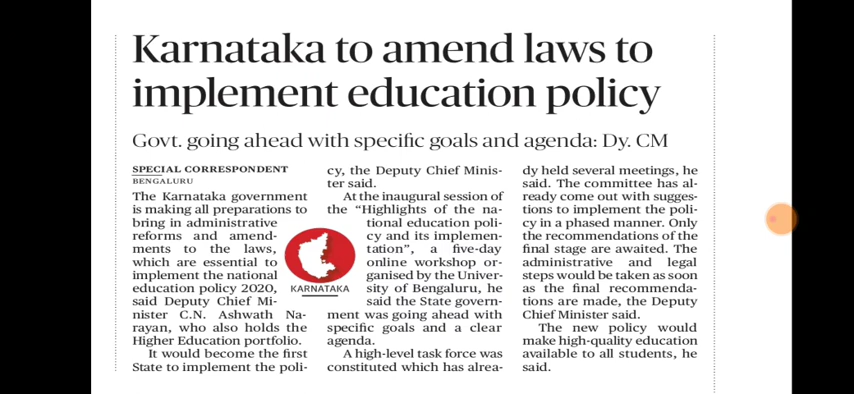 Karnataka to amend laws to
implement education policy
Govt. going ahead with specific goals and agenda: Dy. CM
SPECIAL CORRESPONDENT
BENGALURU
The Karnataka government
is making all preparations to
bring in administrative
reforms and amend-
ments to the laws,
which are essential to
implement the national
education policy 2020,
said Deputy Chief Mi-
nister C.N. Ashwath Na-
rayan, who also holds the
Higher Education portfolio.
It would become the first
State to implement the poli-
KARNATAKA
cy, the Deputy Chief Minis-
ter said.
At the inaugural session of
the “Highlights of the na-
tional education poli-
cy and its implemen-
tation”, a five-day
online workshop or-
ganised by the Univer-
sity of Bengaluru, he
said the State govern-
ment was going ahead with
specific goals and a clear
agenda.
A high-level task force was
constituted which has alrea-
dy held several meetings, he
said. The committee has al-
ready come out with sugges-
tions to implement the poli-
cy in a phased manner. Only
the recommendations of the
final stage are awaited. The
administrative and legal
steps would be taken as soon
as the final recommenda-
tions are made, the Deputy
Chief Minister said.
The new policy would
make high-quality education
available to all students, he
said.